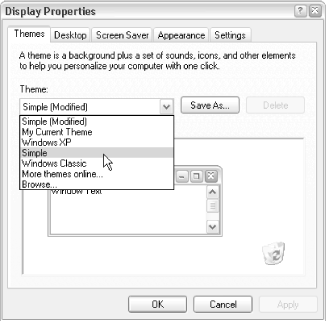 Display Properties
Themes Desktop Screen Saver Appearance Settings
A theme is a background plus a set of sounds, icons, and other elements
to help you personalize your computer with one click.
Theme:
Simple (Modified) Save As... Delete
Simple (Modified)
My Current Theme
Windows XP
Simple
Windows Classic
More themes online...
Browse...
Window Text
OK Cancel Apply